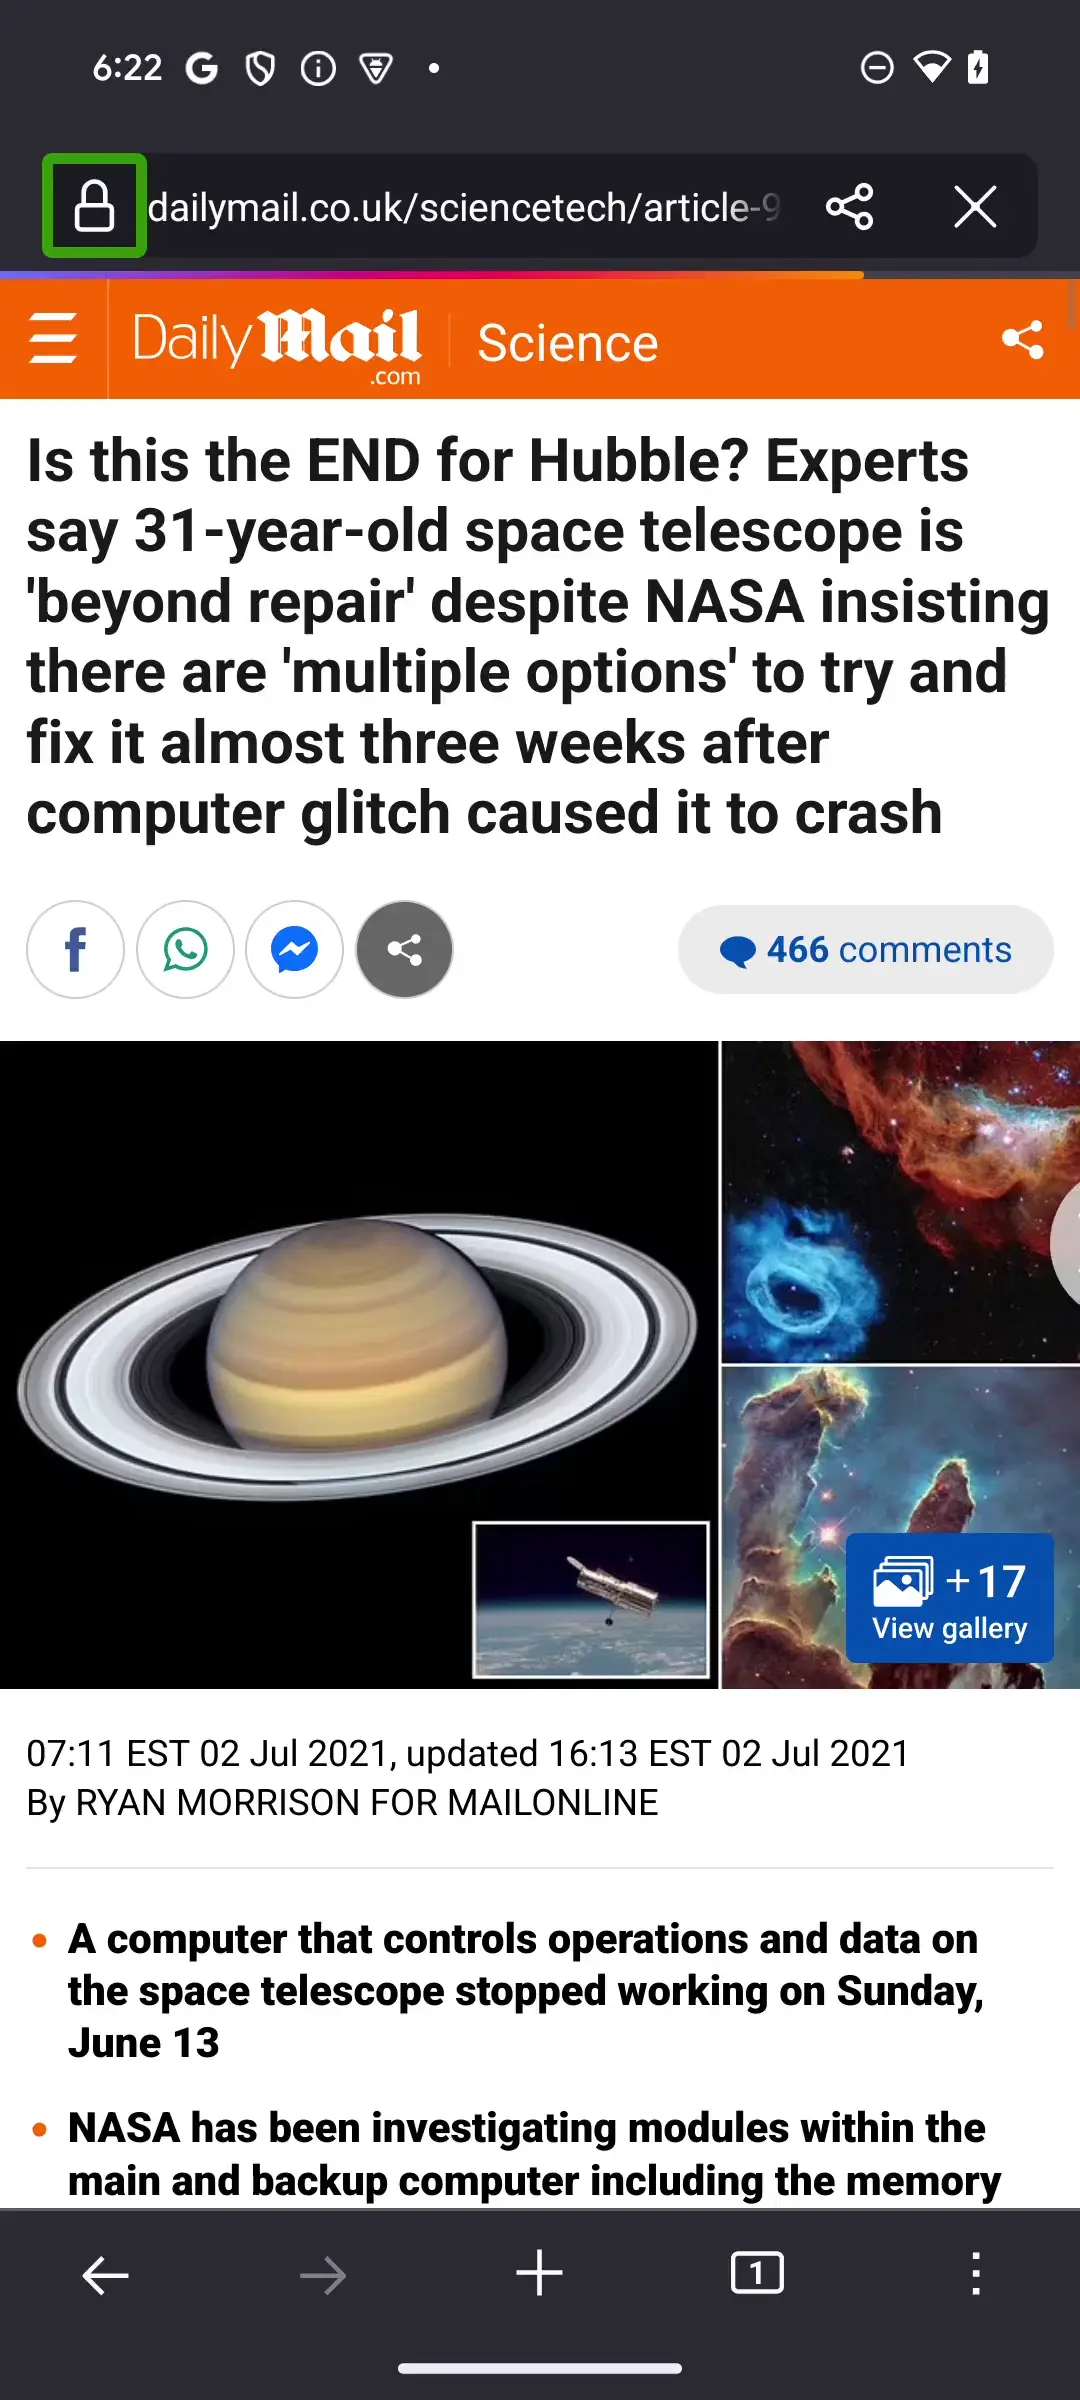 6:22
dailymail.co.uk/sciencetech/article-9
Daily Mail
.com
Science
Is this the END for Hubble? Experts
say 31-year-old space telescope is
'beyond repair' despite NASA insisting
there are 'multiple options' to try and
fix it almost three weeks after
computer glitch caused it to crash
466 comments
+17
View gallery
07:11 EST 02 Jul 2021, updated 16:13 EST 02 Jul 2021
By RYAN MORRISON FOR MAILONLINE
• A computer that controls operations and data on
the space telescope stopped working on Sunday,
June 13
• NASA has been investigating modules within the
main and backup computer including the memory
1